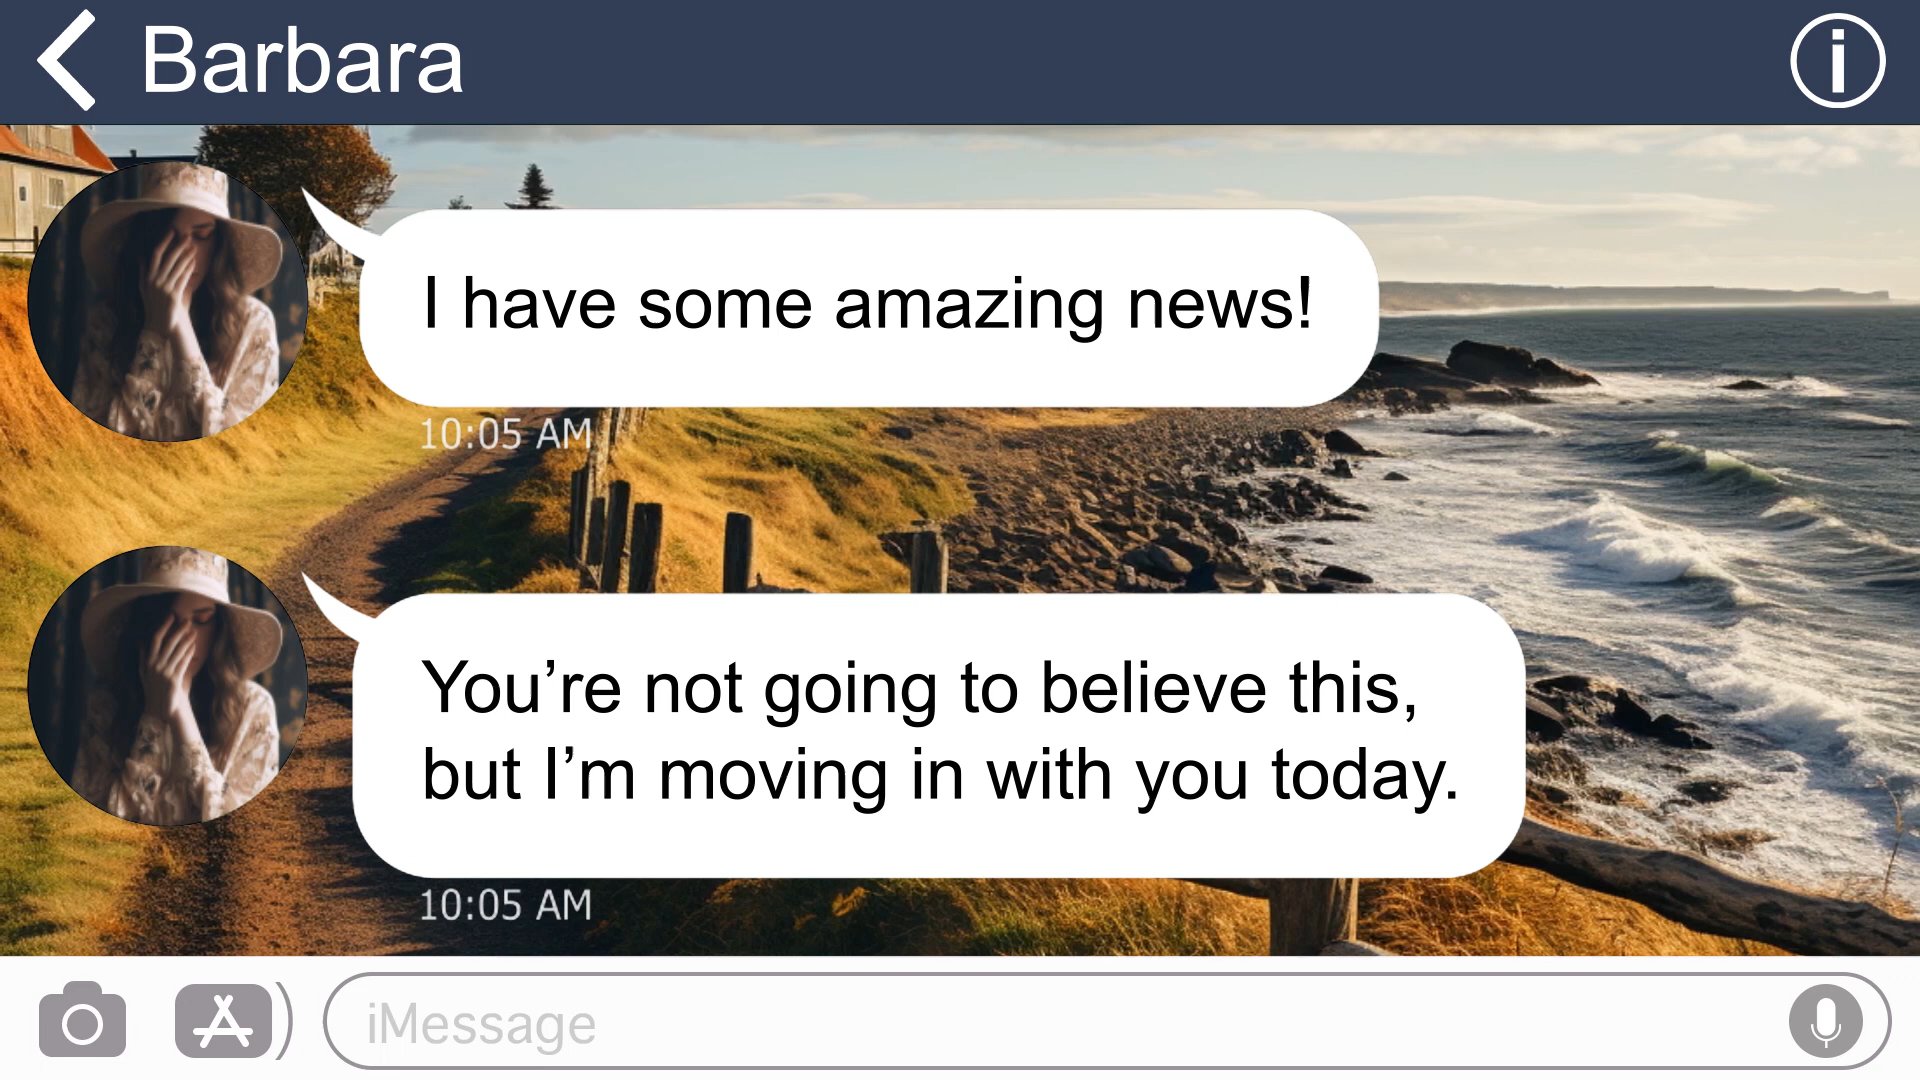 Barbara
I have some amazing news!
10:05 AM
You’re not going to believe this,
but I’m moving in with you today.
10:05 AM
iMessage